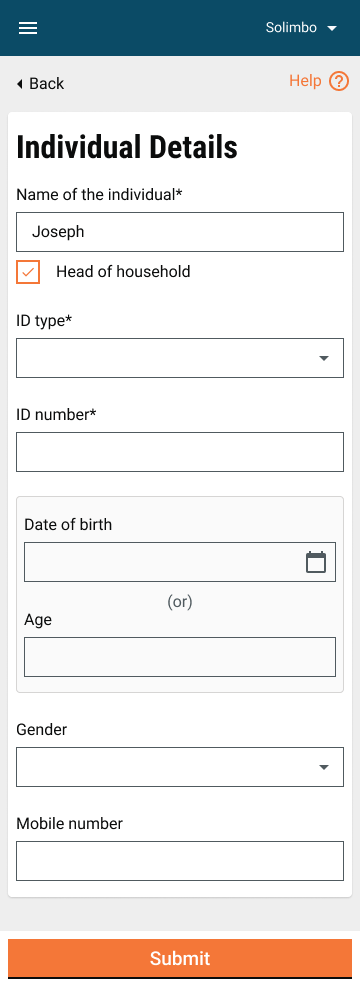 Solimbo
Back
Help
Individual Details
Name of the individual*
Joseph
Head of household
ID type*
ID number*
Date of birth
(or)
Age
Gender
Mobile number
Submit